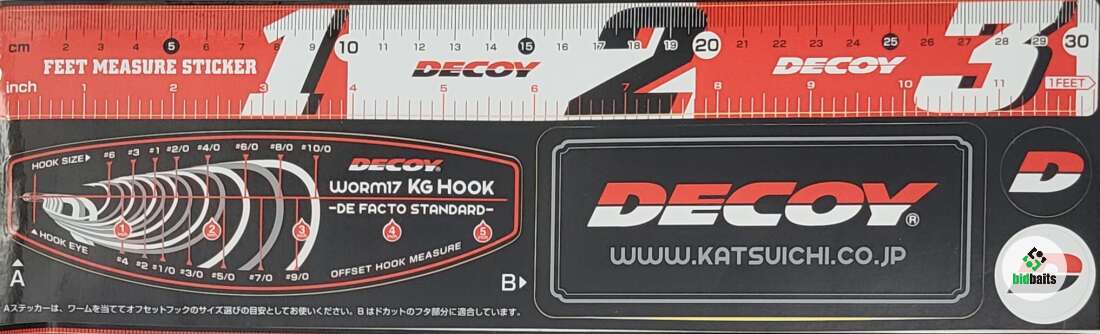 1 2 3
cm 2 3 4 5 6 7 8 9 10 11 12 13 14 15 16 17 18 19 20 21 22 23 24 25 26 27 28 29 30
FEET MEASURE STICKER DECOY DECOY
inch 1 2 3 4 5 6 7 8 9 10 11 1FEET
HOOK SIZE #6 #3 #1 #2/0 #4/0 #6/0 #8/0 #10/0
DECOY
WORM17 KG HOOK
-DE FACTO STANDARD-
1 2 3 4 5
HOOK EYE
#4 #2 #1/0 #3/0 #5/0 #7/0 #9/0
OFFSET HOOK MEASURE
A
B
Aステッカーは、ワームを当ててオフセットフックのサイズ選びの目安としてお使いください。Bはドカットのフタ部分に適合しています。
DECOY®
WWW.KATSUICHI.CO.JP
D
D
bidbaits